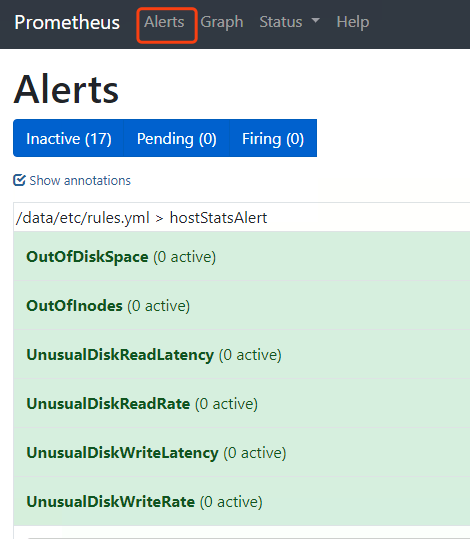 Prometheus Alerts Graph Status Help
Alerts
Inactive (17) Pending (0) Firing (0)
Show annotations
/data/etc/rules.yml > hostStatsAlert
OutOfDiskSpace (0 active)
OutOfInodes (0 active)
UnusualDiskReadLatency (0 active)
UnusualDiskReadRate (0 active)
UnusualDiskWriteLatency (0 active)
UnusualDiskWriteRate (0 active)